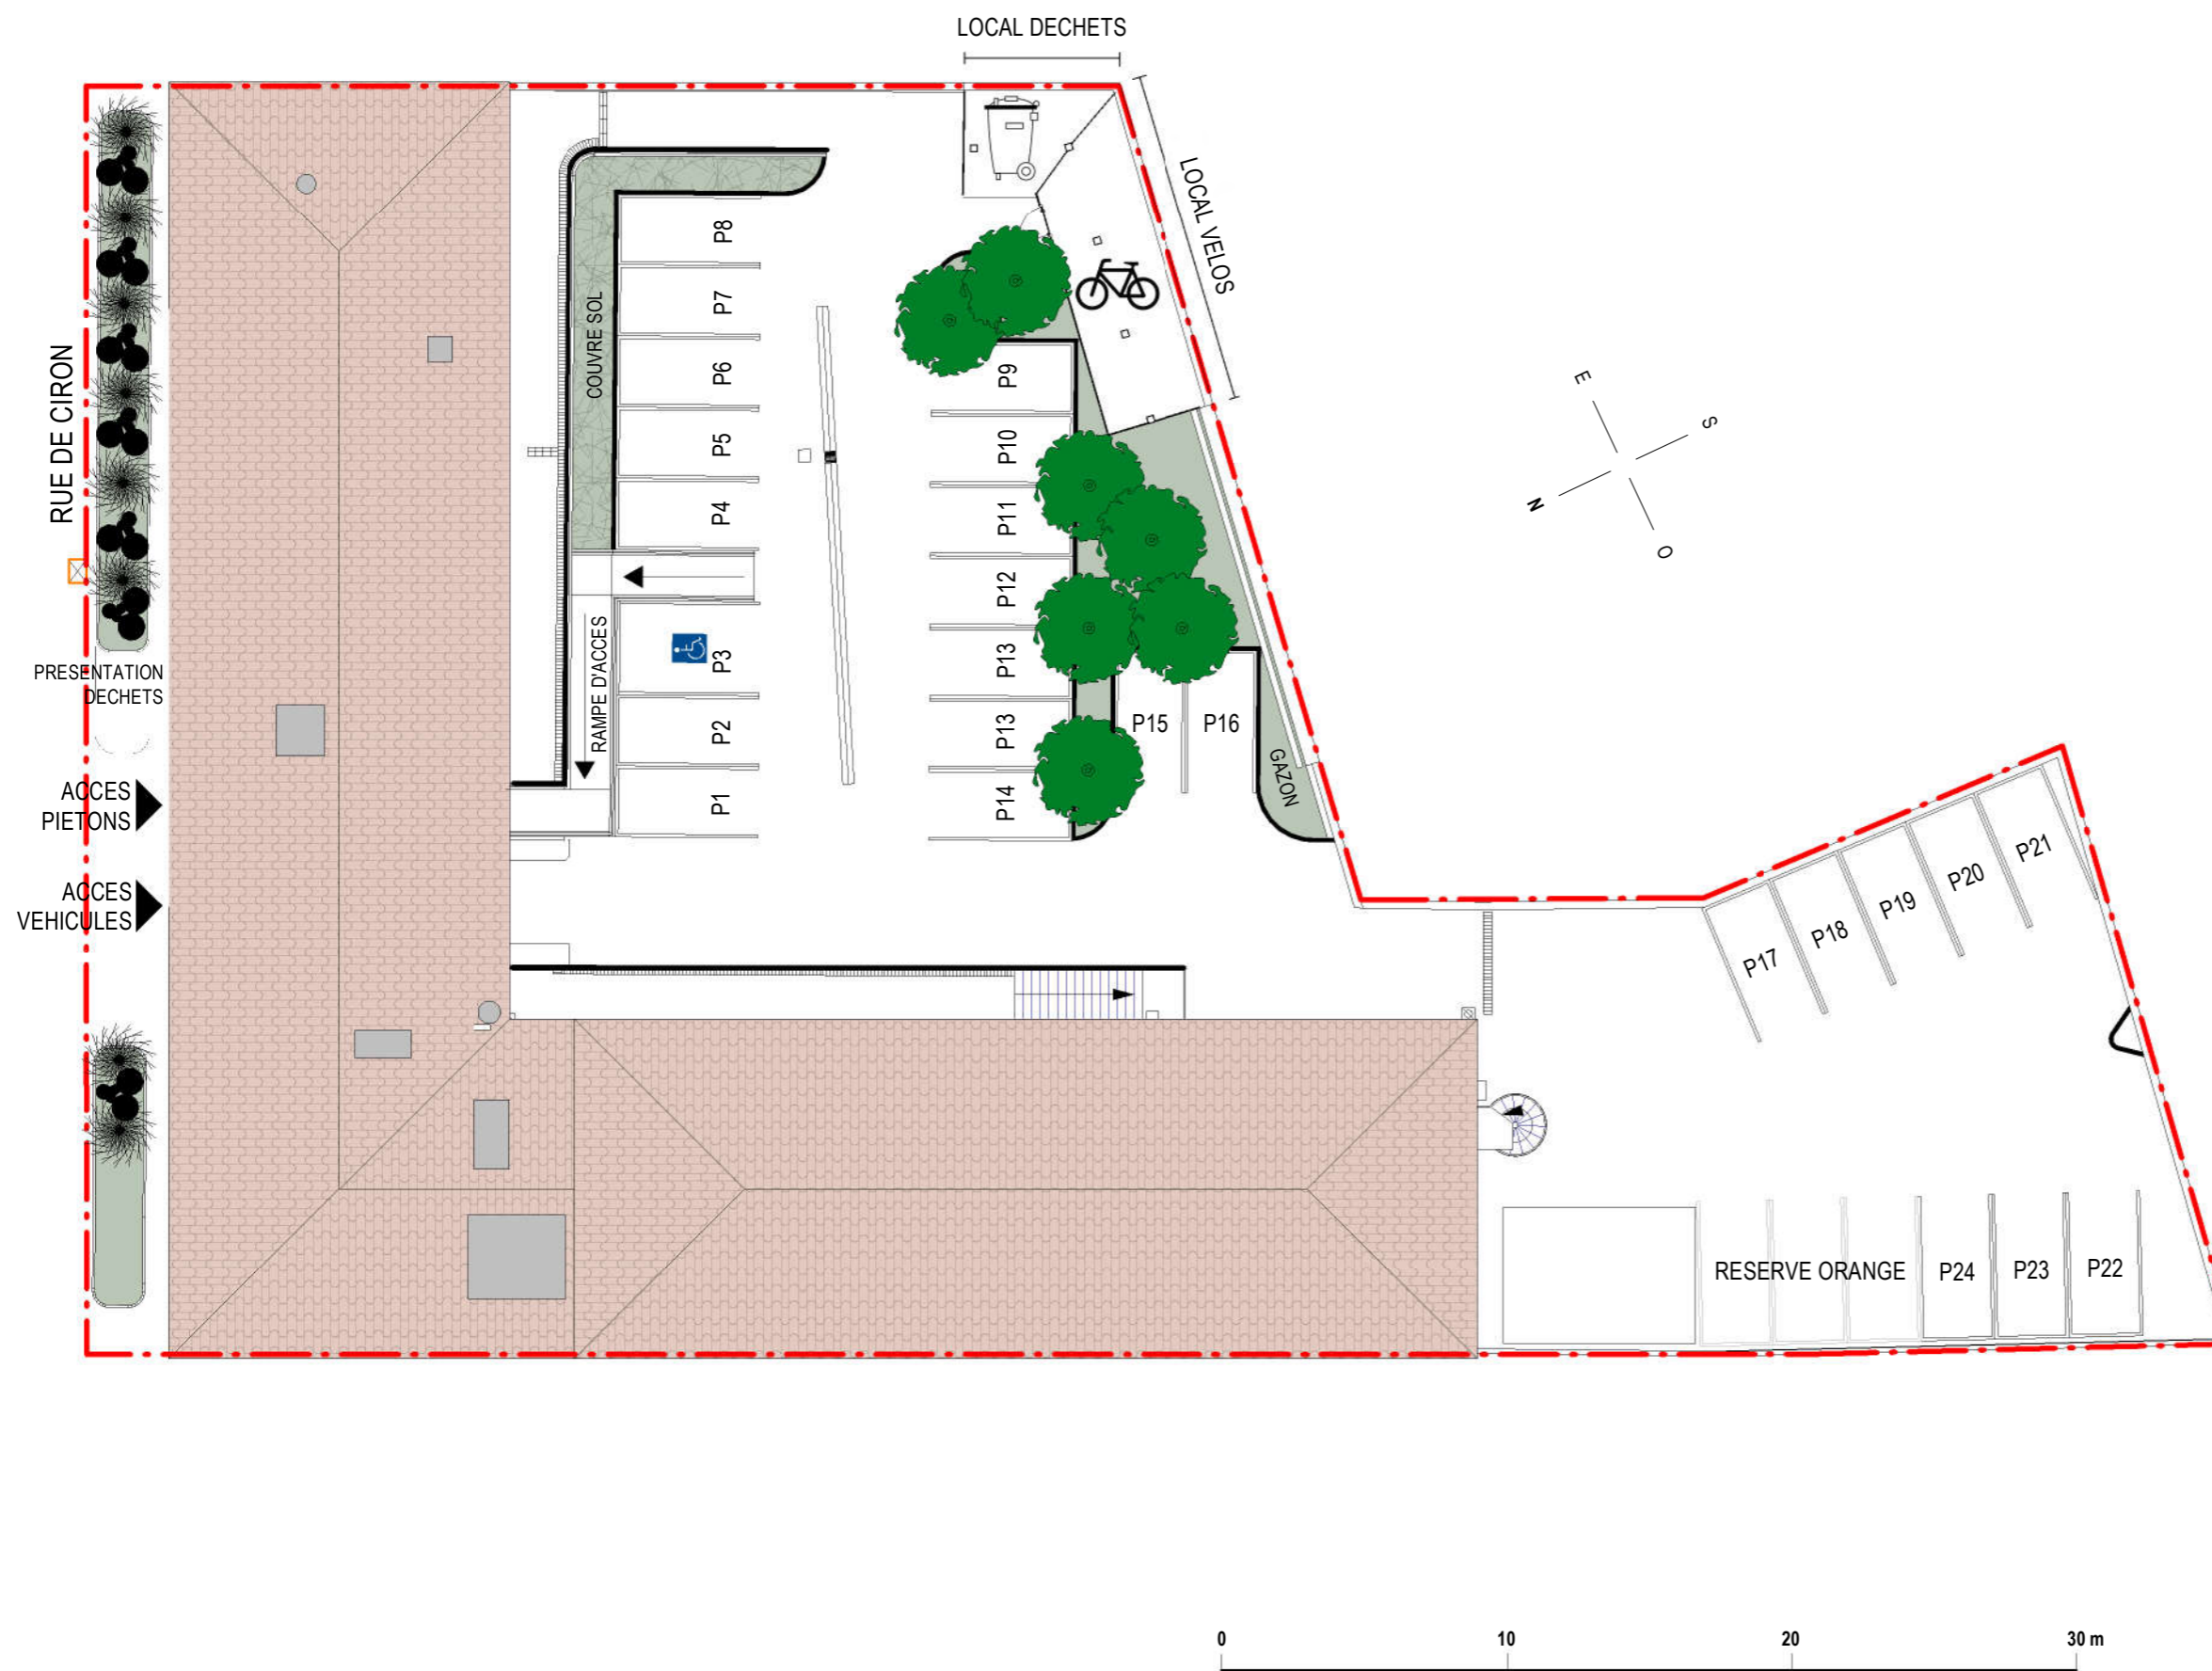 LOCAL DECHETS
LOCAL VELOS
RUE DE CIRON
COUVRE SOL
P8
P7
P6
P5
P4
P3
P2
P1
RAMPE D'ACCES
P9
P10
P11
P12
P13
P13
P14
P15
P16
GAZON
E
S
N
O
PRESENTATION
DECHETS
ACCES
PIETONS
ACCES
VEHICULES
P17
P18
P19
P20
P21
RESERVE ORANGE
P24
P23
P22
0
10
20
30 m